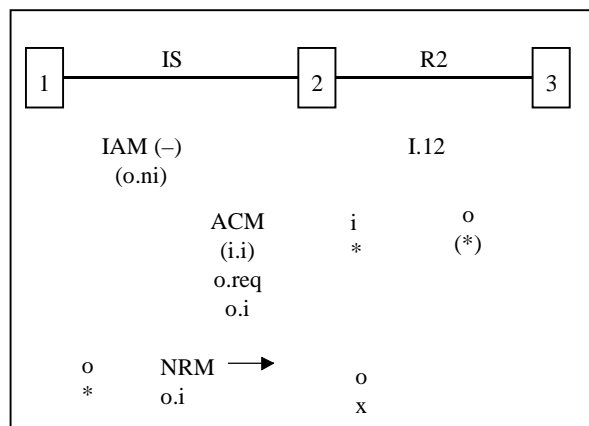 IS R2
1 2 3
IAM (–) I.12
(o.ni)
ACM i o
(i.i) * (*)
o.req
o.i
o NRM o
* o.i x